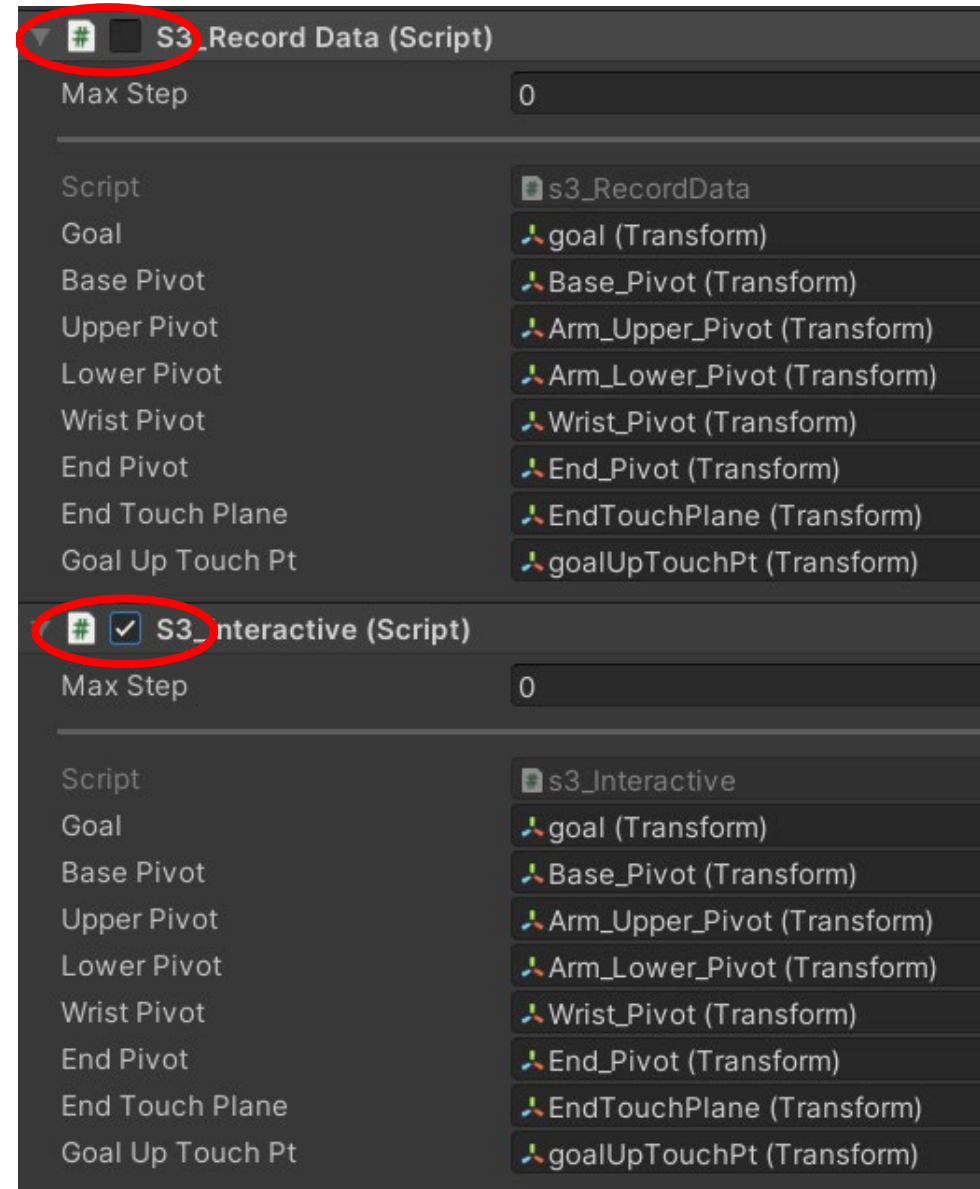 # S3_Record Data (Script)
Max Step 0
Script # s3_RecordData
Goal goal (Transform)
Base Pivot Base_Pivot (Transform)
Upper Pivot Arm_Upper_Pivot (Transform)
Lower Pivot Arm_Lower_Pivot (Transform)
Wrist Pivot Wrist_Pivot (Transform)
End Pivot End_Pivot (Transform)
End Touch Plane EndTouchPlane (Transform)
Goal Up Touch Pt goalUpTouchPt (Transform)
# S3_Interactive (Script)
Max Step 0
Script # s3_Interactive
Goal goal (Transform)
Base Pivot Base_Pivot (Transform)
Upper Pivot Arm_Upper_Pivot (Transform)
Lower Pivot Arm_Lower_Pivot (Transform)
Wrist Pivot Wrist_Pivot (Transform)
End Pivot End_Pivot (Transform)
End Touch Plane EndTouchPlane (Transform)
Goal Up Touch Pt goalUpTouchPt (Transform)